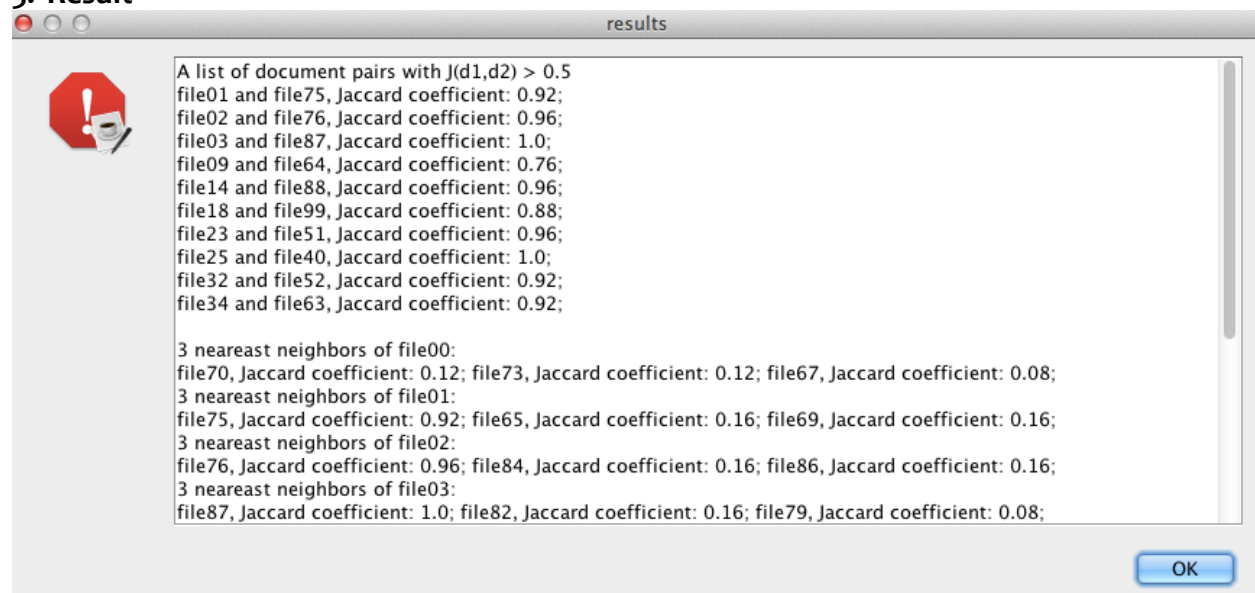 5. Result
results
A list of document pairs with J(d1,d2) > 0.5
file01 and file75, Jaccard coefficient: 0.92;
file02 and file76, Jaccard coefficient: 0.96;
file03 and file87, Jaccard coefficient: 1.0;
file09 and file64, Jaccard coefficient: 0.76;
file14 and file88, Jaccard coefficient: 0.96;
file18 and file99, Jaccard coefficient: 0.88;
file23 and file51, Jaccard coefficient: 0.96;
file25 and file40, Jaccard coefficient: 1.0;
file32 and file52, Jaccard coefficient: 0.92;
file34 and file63, Jaccard coefficient: 0.92;
3 neareast neighbors of file00:
file70, Jaccard coefficient: 0.12; file73, Jaccard coefficient: 0.12; file67, Jaccard coefficient: 0.08;
3 neareast neighbors of file01:
file75, Jaccard coefficient: 0.92; file65, Jaccard coefficient: 0.16; file69, Jaccard coefficient: 0.16;
3 neareast neighbors of file02:
file76, Jaccard coefficient: 0.96; file84, Jaccard coefficient: 0.16; file86, Jaccard coefficient: 0.16;
3 neareast neighbors of file03:
file87, Jaccard coefficient: 1.0; file82, Jaccard coefficient: 0.16; file79, Jaccard coefficient: 0.08;
OK